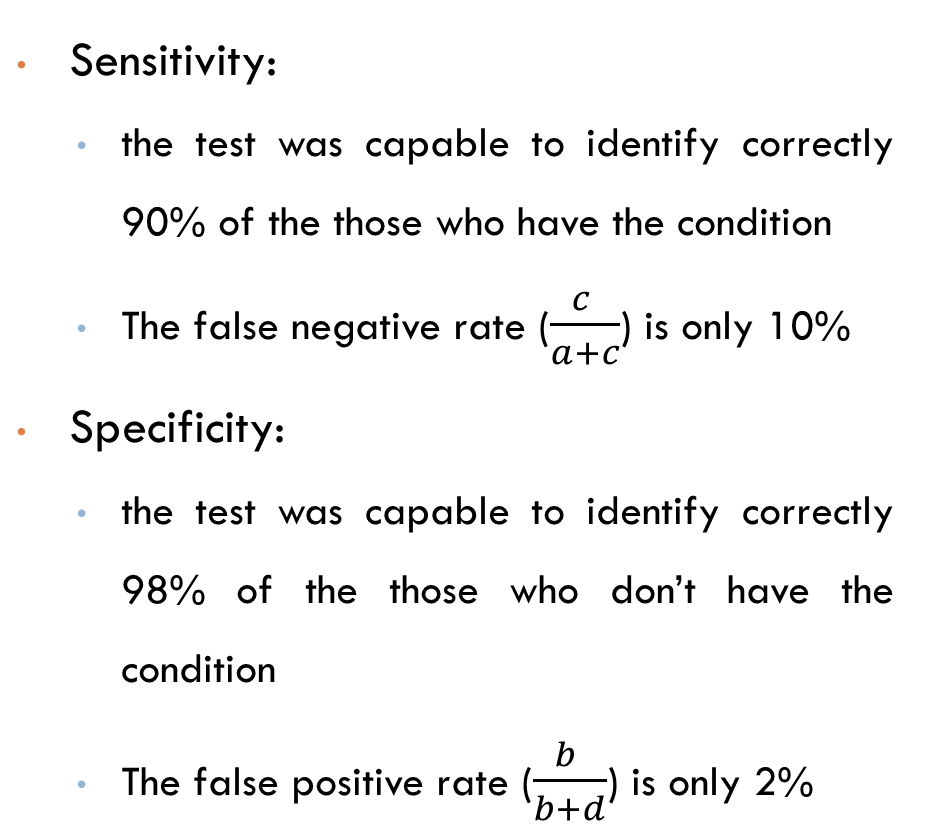 • Sensitivity:
• the test was capable to identify correctly
90% of the those who have the condition
• The false negative rate (c/(a+c)) is only 10%
• Specificity:
• the test was capable to identify correctly
98% of the those who don’t have the
condition
• The false positive rate (b/(b+d)) is only 2%